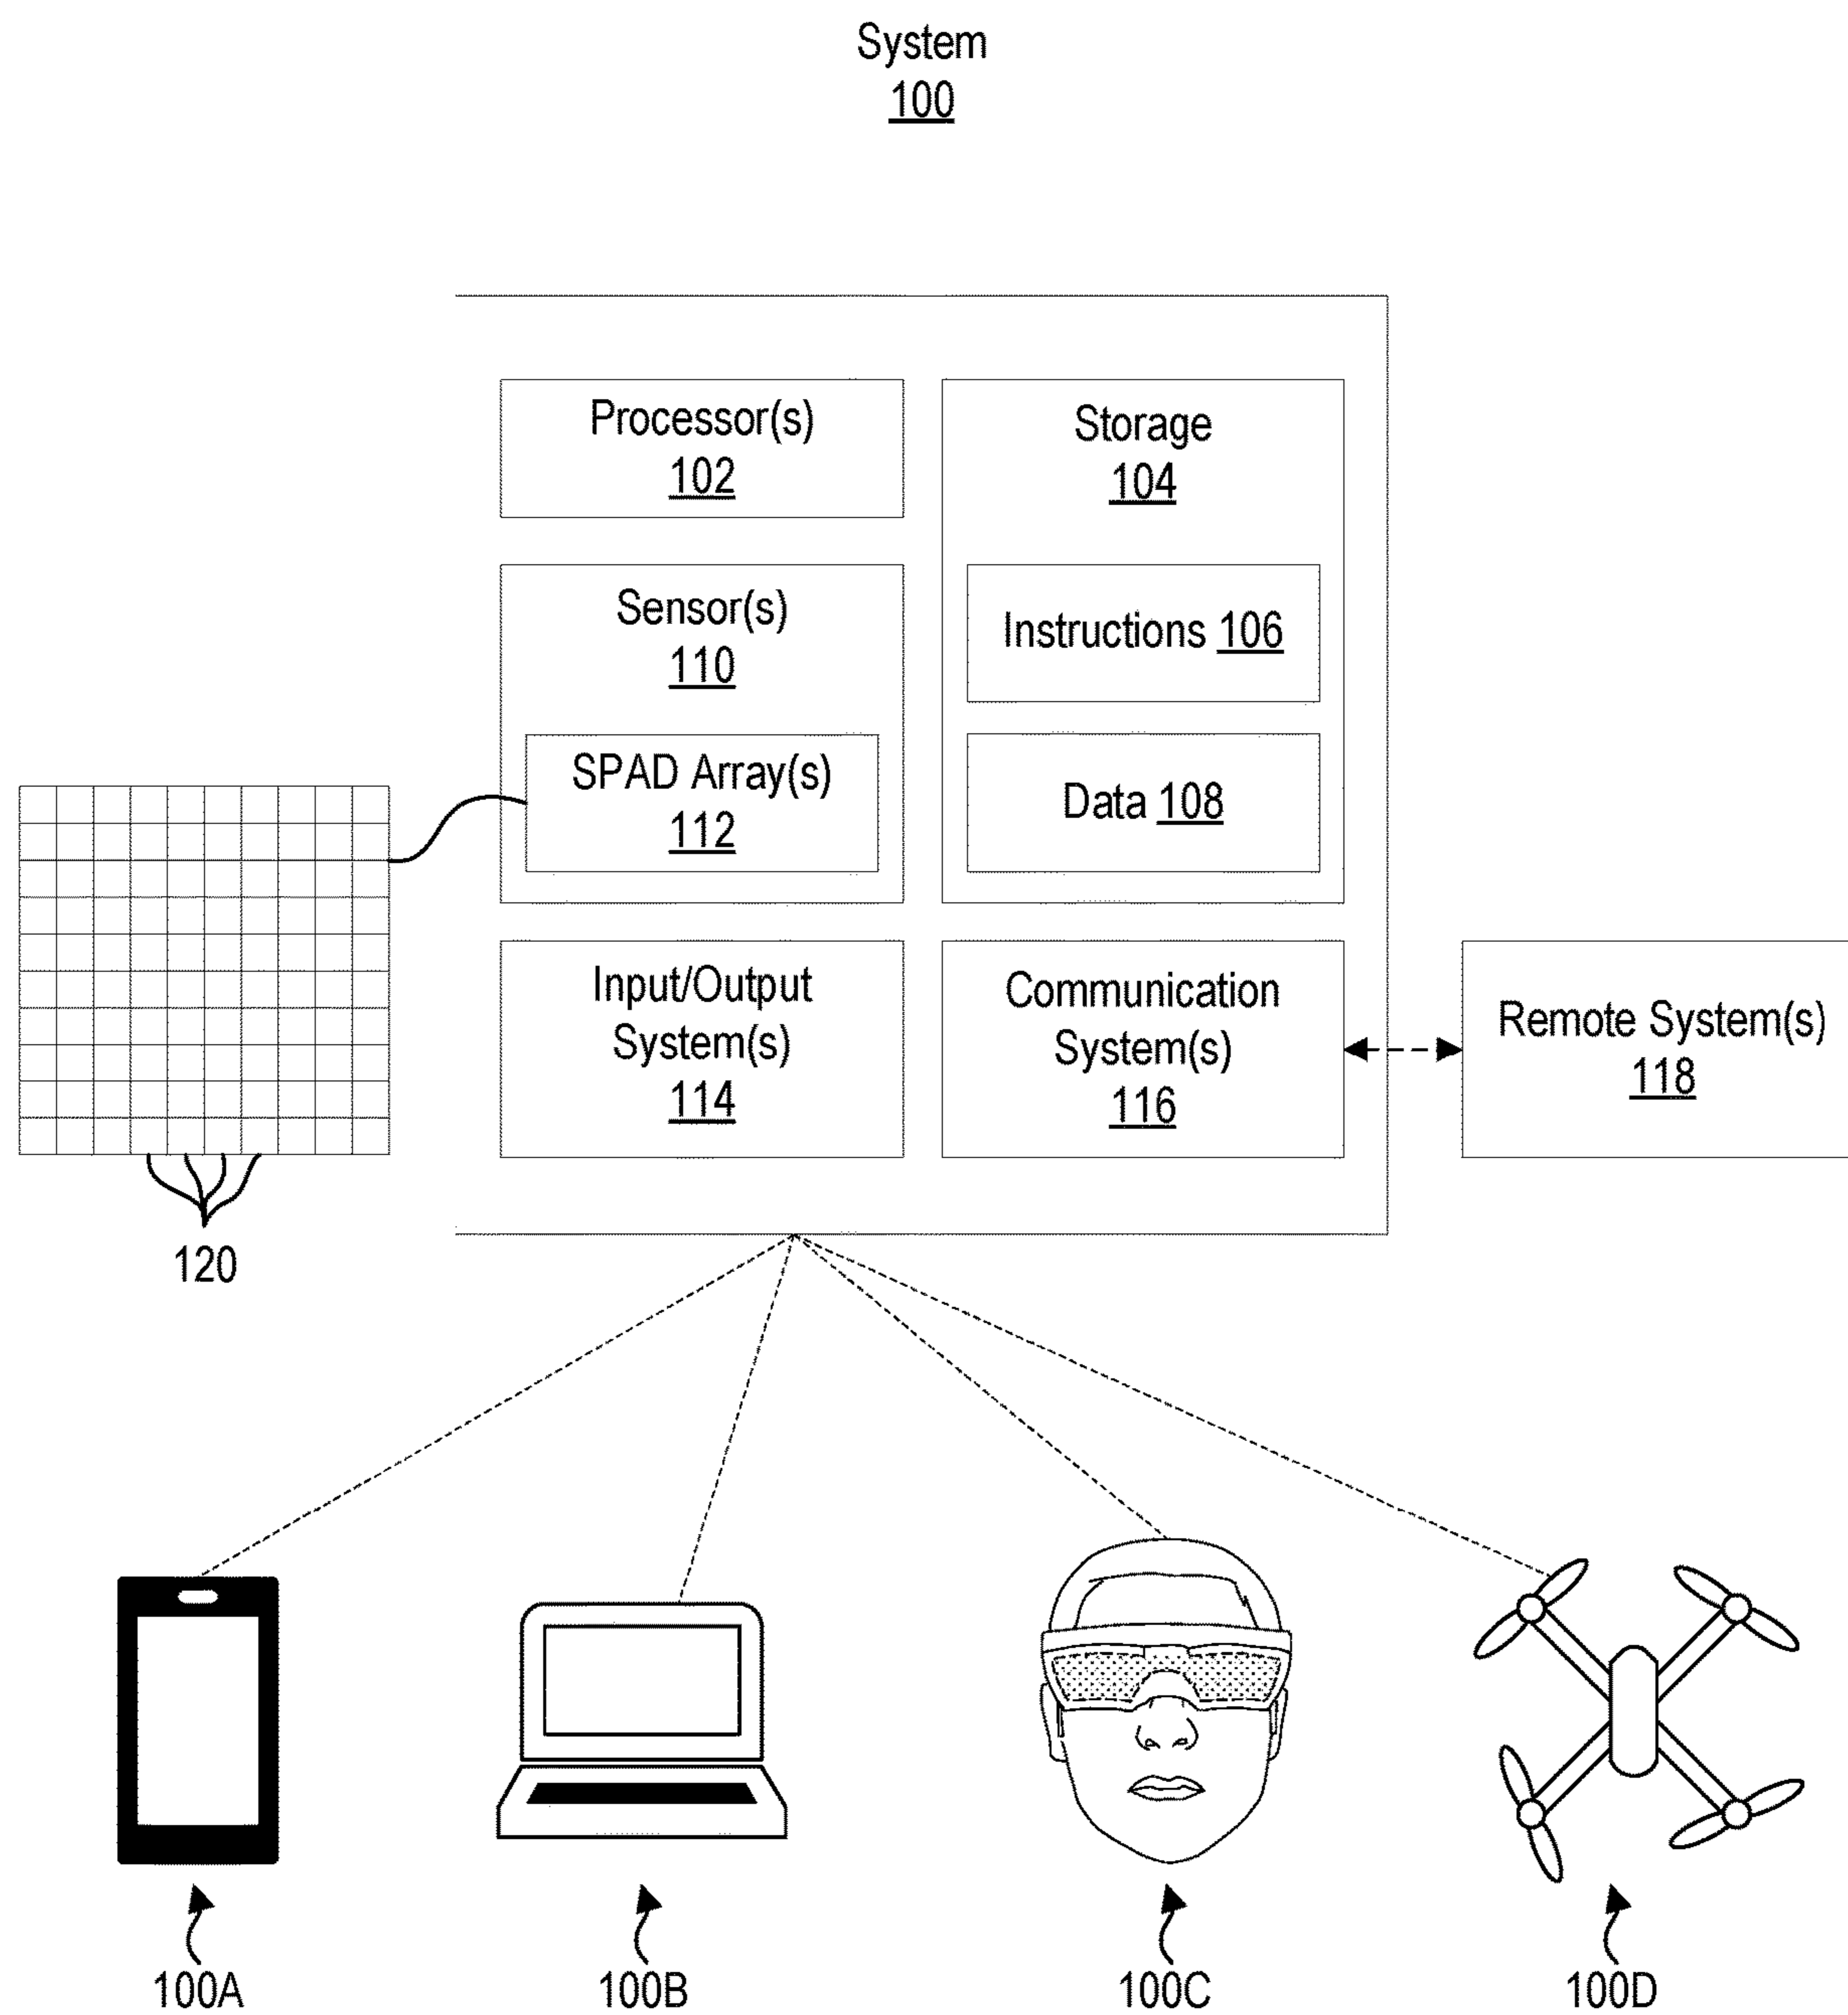 System
100
Processor(s)
102
Storage
104
Sensor(s)
110
Instructions 106
SPAD Array(s)
112
Data 108
Input/Output
System(s)
114
Communication
System(s)
116
Remote System(s)
118
120
100A
100B
100C
100D